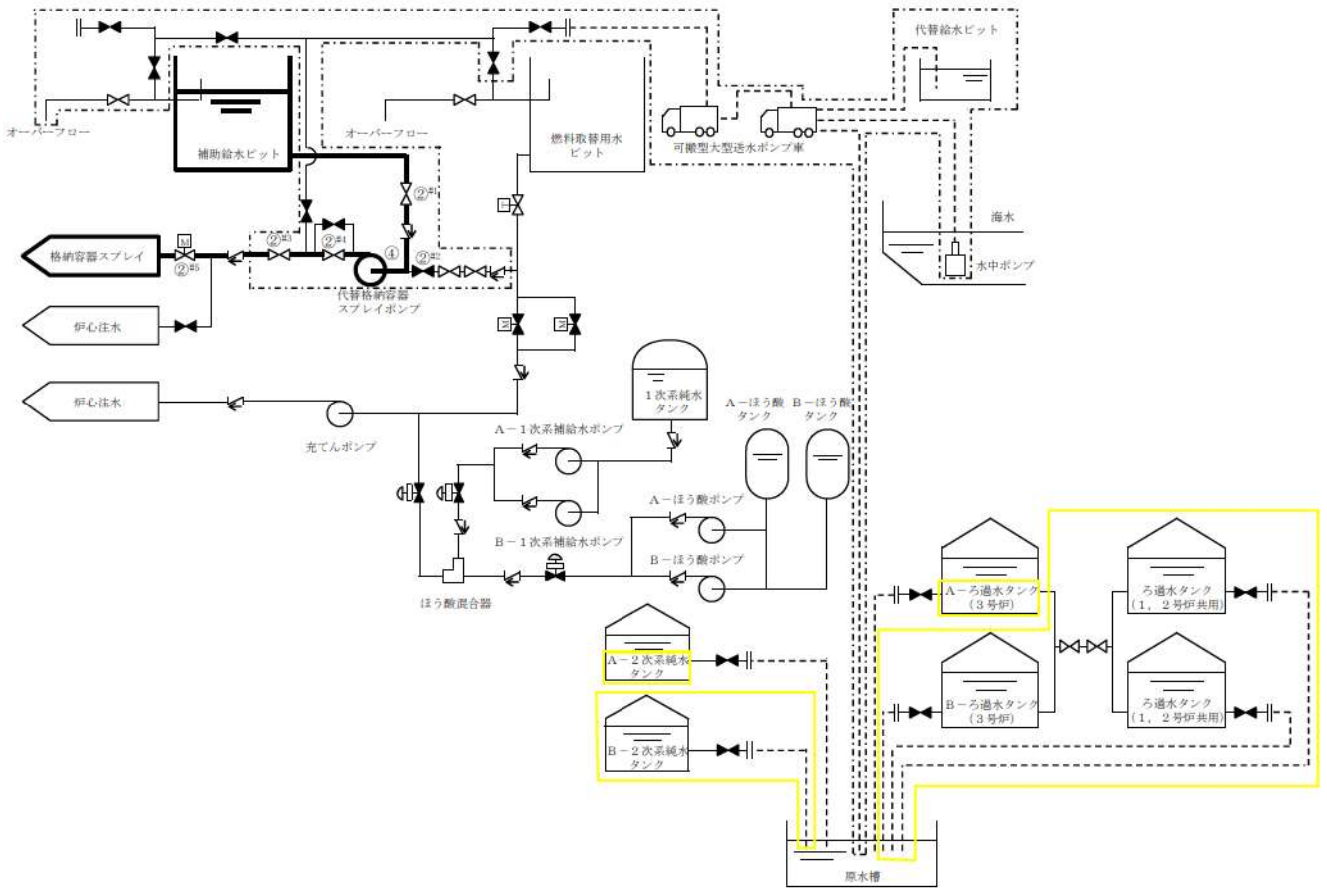 代替給水ピット
オーバーフロー
補助給水ピット
オーバーフロー
燃料取替用水
ピット
可搬型大型送水ポンプ車
海水
水中ポンプ
②#1
T
M
②#3
②#4
④
②#2
格納容器スプレイ
②#5
代替格納容器
スプレイポンプ
炉心注水
M
M
炉心注水
充てんポンプ
1次系純水
タンク
A-ほう酸
タンク
B-ほう酸
タンク
A-1次系補給水ポンプ
B-1次系補給水ポンプ
A-ほう酸ポンプ
B-ほう酸ポンプ
ほう酸混合器
A-2次系純水
タンク
B-2次系純水
タンク
A-ろ過水タンク
(3号炉)
ろ過水タンク
(1,2号炉共用)
B-ろ過水タンク
(3号炉)
ろ過水タンク
(1,2号炉共用)
原水槽